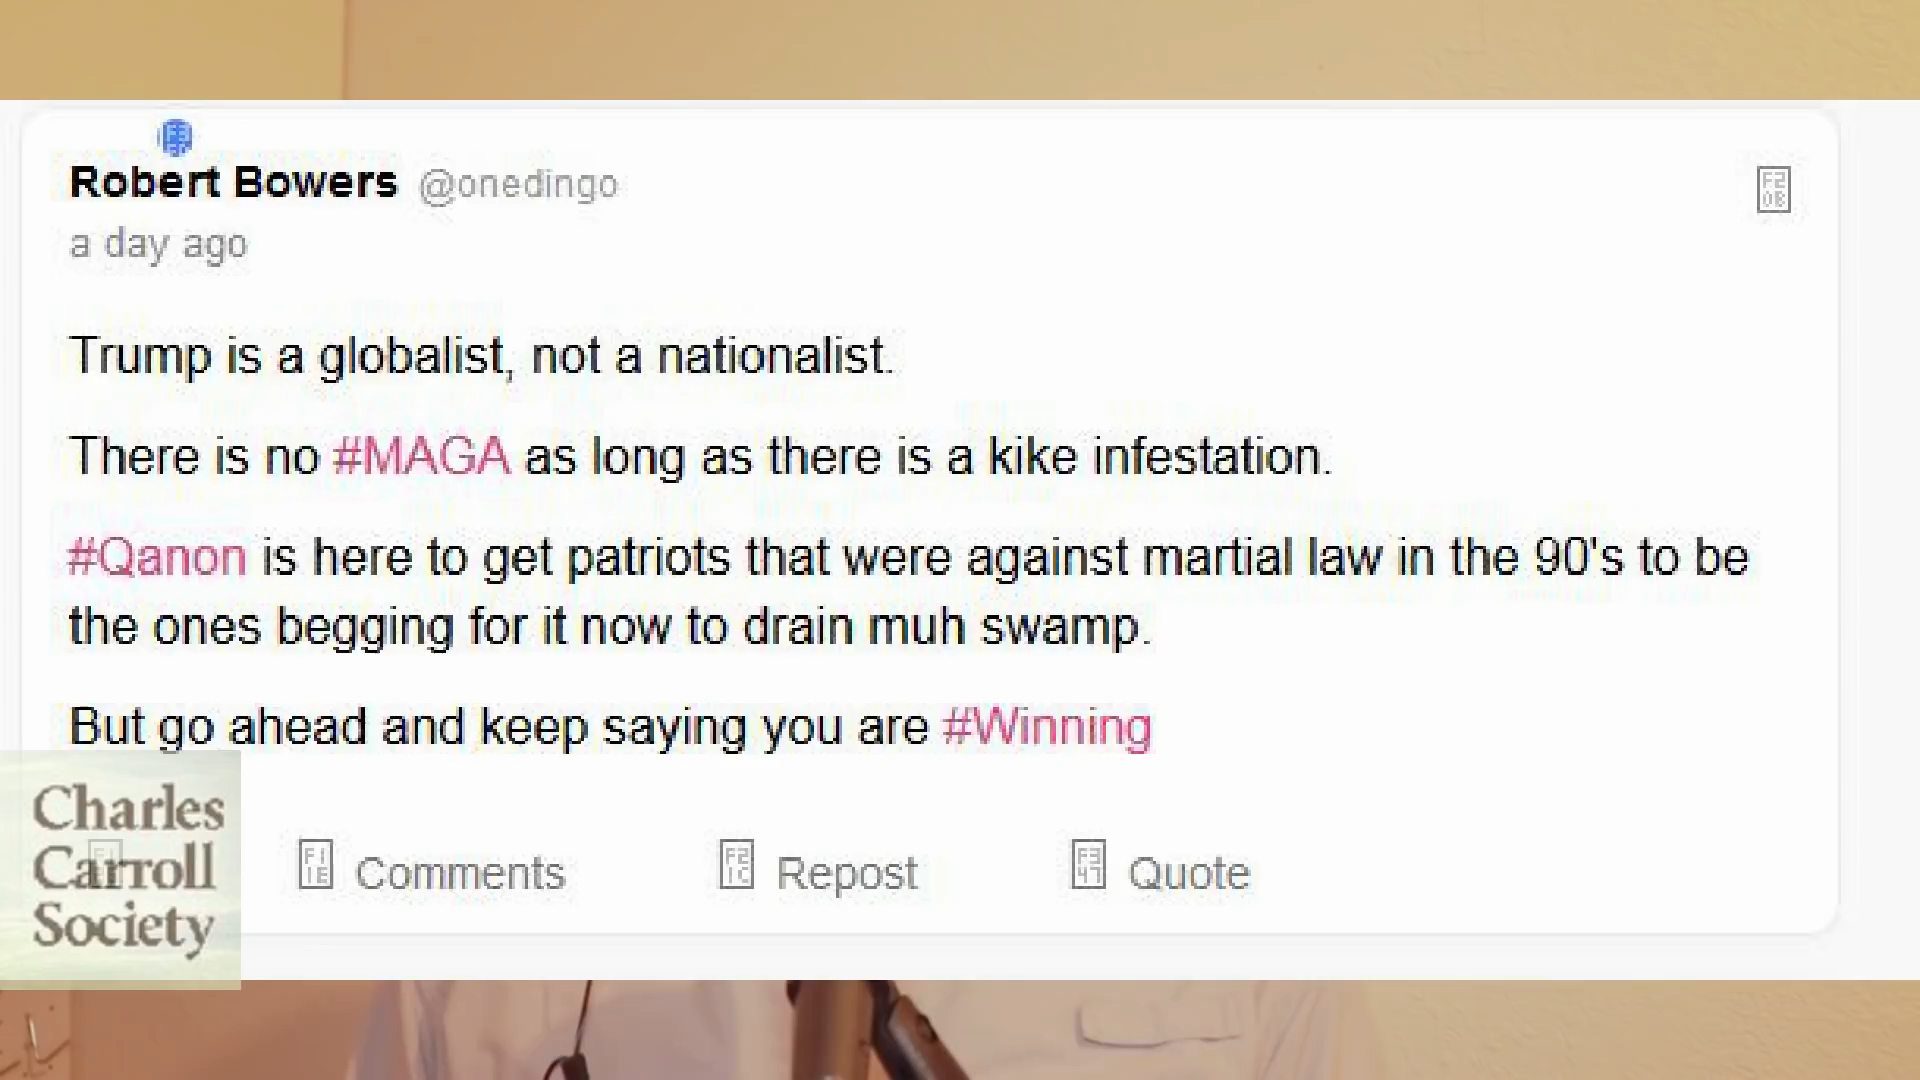 Robert Bowers @onedingo
a day ago
Trump is a globalist, not a nationalist.
There is no #MAGA as long as there is a kike infestation.
#Qanon is here to get patriots that were against martial law in the 90's to be
the ones begging for it now to drain muh swamp.
But go ahead and keep saying you are #Winning
Charles
Carroll
Society
Comments Repost Quote